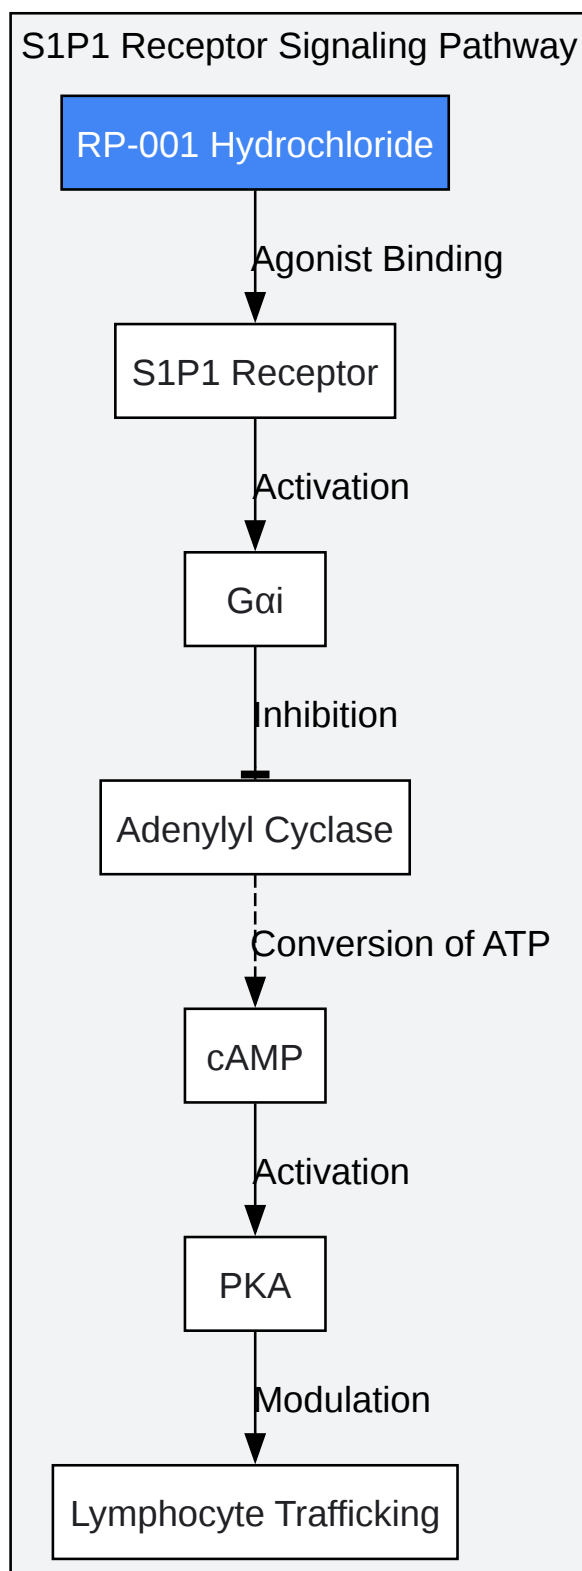 S1P1 Receptor Signaling Pathway
RP-001 Hydrochloride
Agonist Binding
S1P1 Receptor
Activation
Gαi
Inhibition
Adenylyl Cyclase
Conversion of ATP
cAMP
Activation
PKA
Modulation
Lymphocyte Trafficking